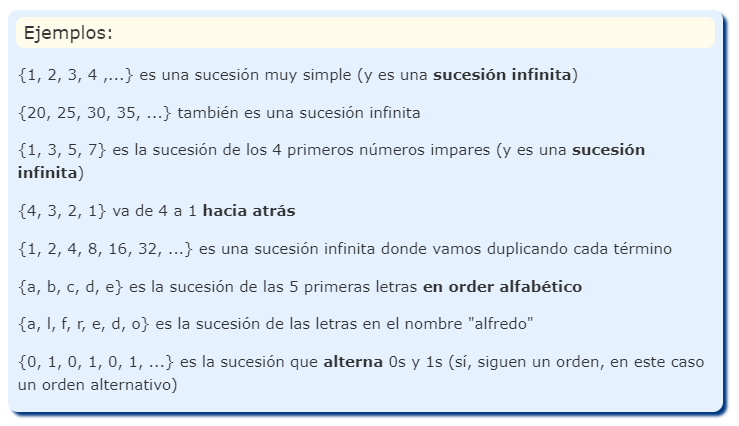 Ejemplos:
{1, 2, 3, 4 ,...} es una sucesión muy simple (y es una sucesión infinita)
{20, 25, 30, 35, ...} también es una sucesión infinita
{1, 3, 5, 7} es la sucesión de los 4 primeros números impares (y es una sucesión
infinita)
{4, 3, 2, 1} va de 4 a 1 hacia atrás
{1, 2, 4, 8, 16, 32, ...} es una sucesión infinita donde vamos duplicando cada término
{a, b, c, d, e} es la sucesión de las 5 primeras letras en order alfabético
{a, l, f, r, e, d, o} es la sucesión de las letras en el nombre "alfredo"
{0, 1, 0, 1, 0, 1, ...} es la sucesión que alterna 0s y 1s (sí, siguen un orden, en este caso
un orden alternativo)